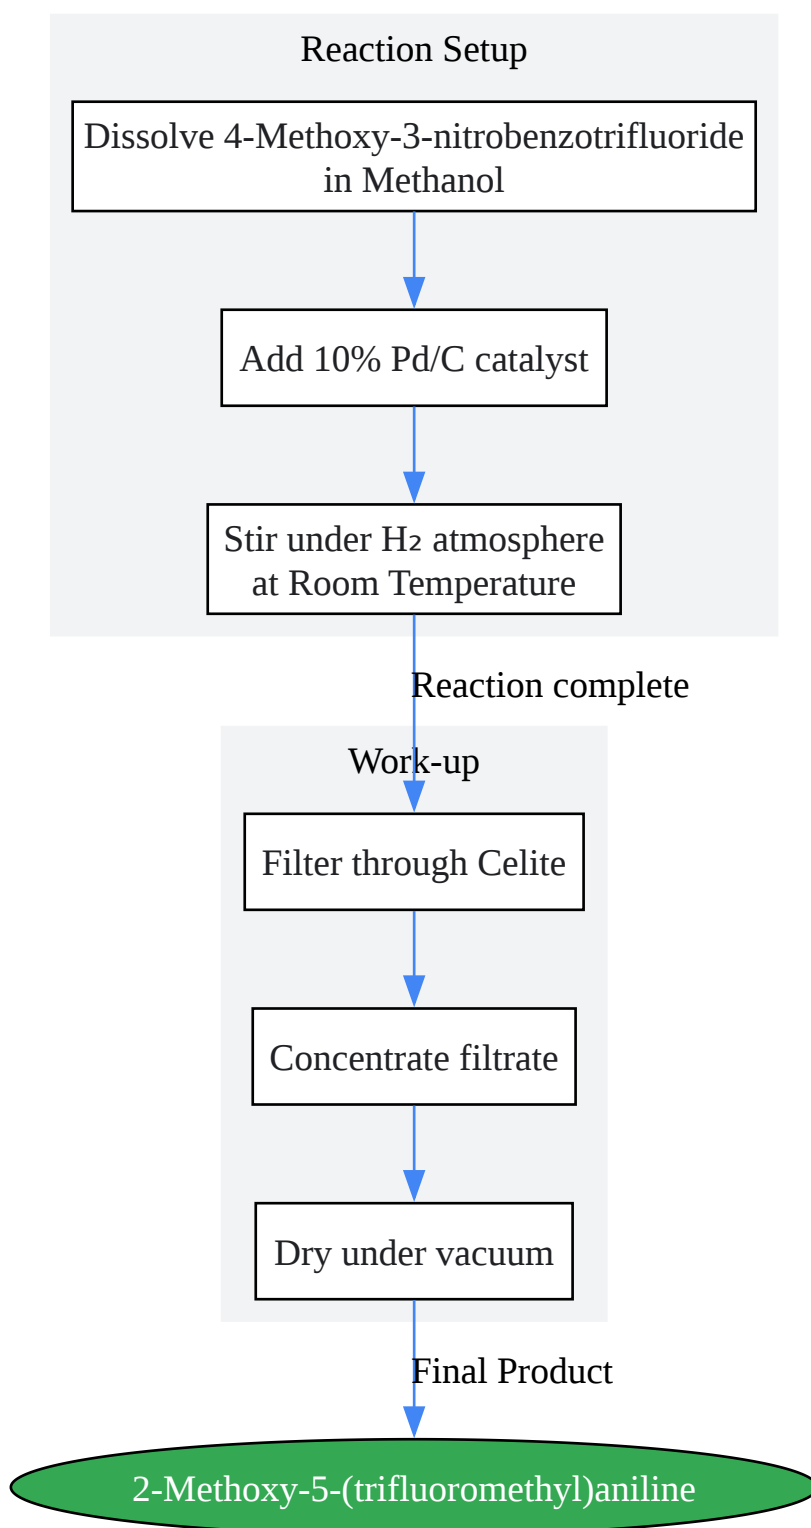 Reaction Setup
Dissolve 4-Methoxy-3-nitrobenzotrifluoride
in Methanol
Add 10% Pd/C catalyst
Stir under H₂ atmosphere
at Room Temperature
Reaction complete
Work-up
Filter through Celite
Concentrate filtrate
Dry under vacuum
Final Product
2-Methoxy-5-(trifluoromethyl)aniline